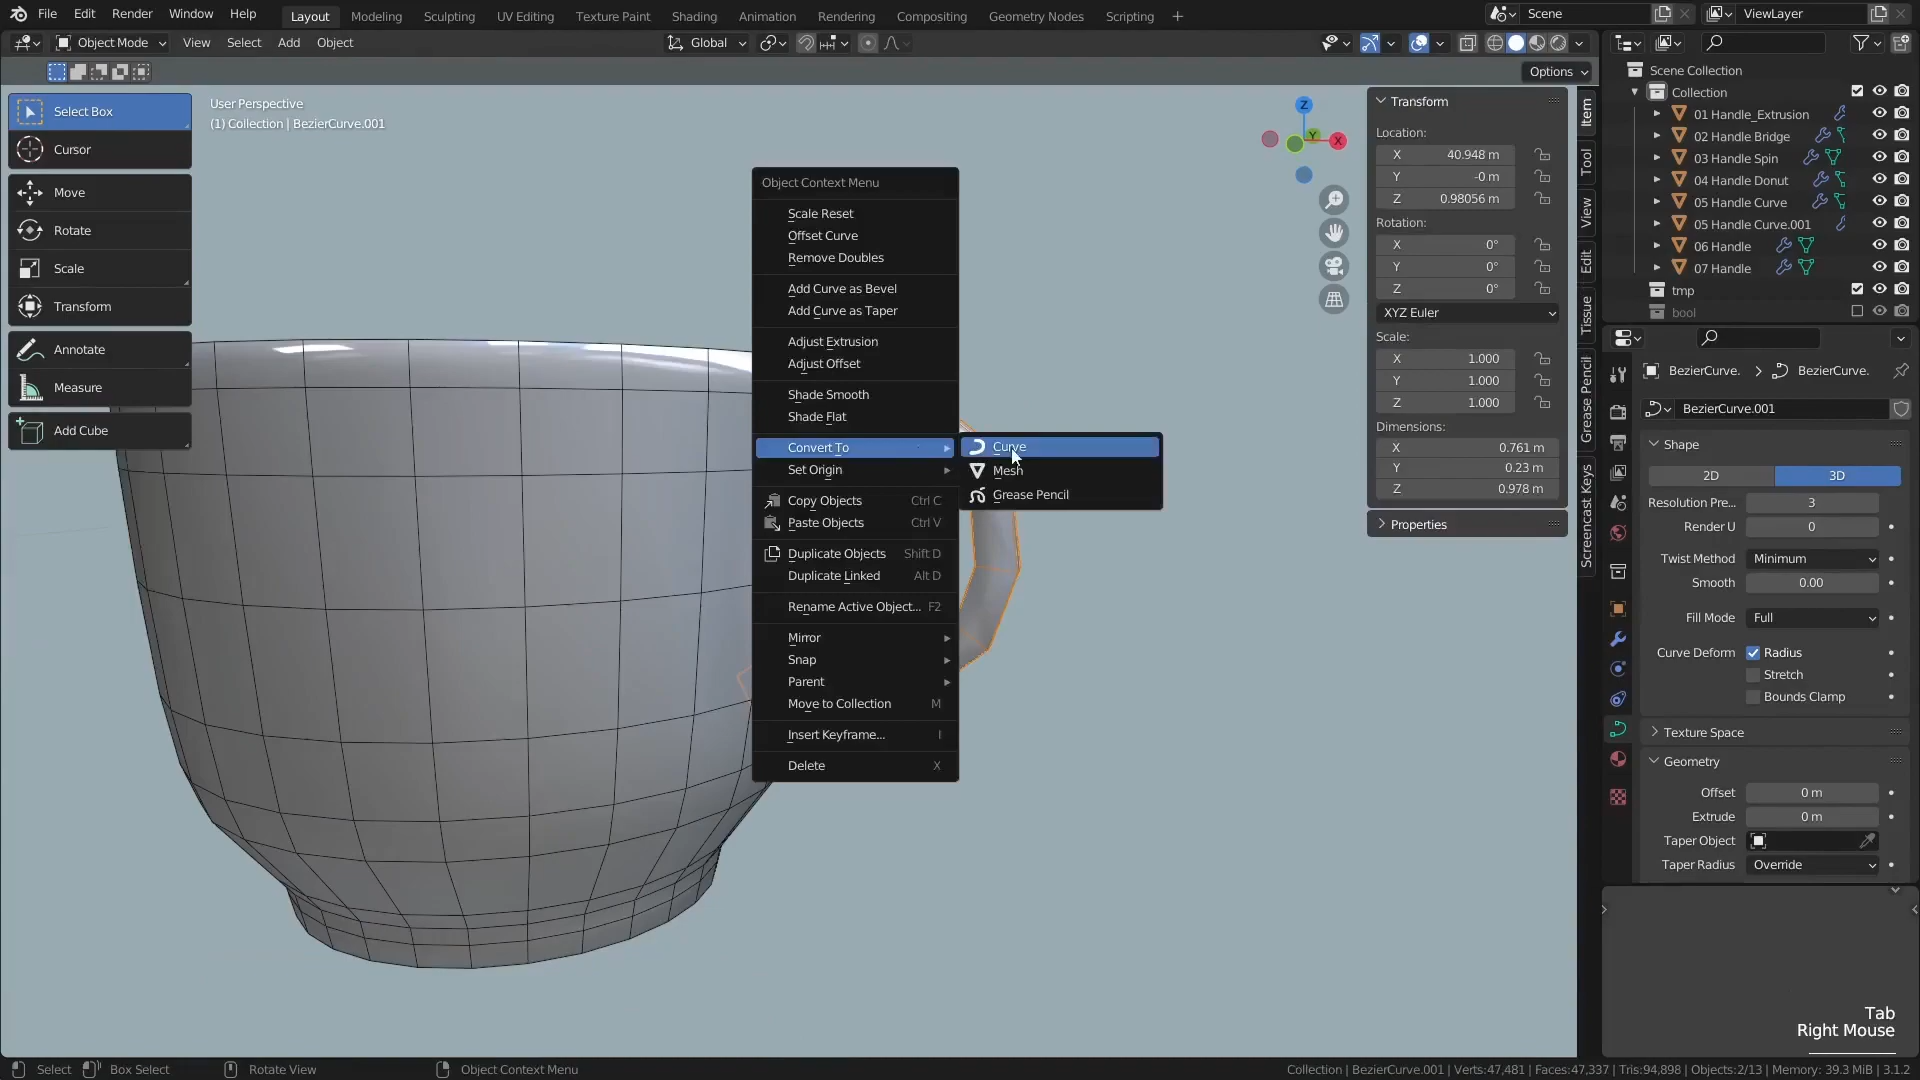 File Edit Render Window Help Layout Modeling Sculpting UV Editing Texture Paint Shading Animation Rendering Compositing Geometry Nodes Scripting + Scene ViewLayer
Object Mode View Select Add Object Global
Options
Select Box
Cursor
Move
Rotate
Scale
Transform
Annotate
Measure
Add Cube
User Perspective
(1) Collection | BezierCurve.001
Object Context Menu
Scale Reset
Offset Curve
Remove Doubles
Add Curve as Bevel
Add Curve as Taper
Adjust Extrusion
Adjust Offset
Shade Smooth
Shade Flat
Convert To
Set Origin
Copy Objects Ctrl C
Paste Objects Ctrl V
Duplicate Objects Shift D
Duplicate Linked Alt D
Rename Active Object... F2
Mirror
Snap
Parent
Move to Collection M
Insert Keyframe... I
Delete X
Curve
Mesh
Grease Pencil
Z
Y
X
Transform
Location:
X 40.948 m
Y -0 m
Z 0.98056 m
Rotation:
X 0°
Y 0°
Z 0°
XYZ Euler
Scale:
X 1.000
Y 1.000
Z 1.000
Dimensions:
X 0.761 m
Y 0.23 m
Z 0.978 m
Properties
Item
Tool
View
Edit
Tissue
Grease Pencil
Screencast Keys
Scene Collection
Collection
01 Handle_Extrusion
02 Handle Bridge
03 Handle Spin
04 Handle Donut
05 Handle Curve
05 Handle Curve.001
06 Handle
07 Handle
tmp
bool
BezierCurve. BezierCurve.
BezierCurve.001
Shape
2D 3D
Resolution Pre... 3
Render U 0
Twist Method Minimum
Smooth 0.00
Fill Mode Full
Curve Deform Radius
Stretch
Bounds Clamp
Texture Space
Geometry
Offset 0 m
Extrude 0 m
Taper Object
Taper Radius Override
Tab
Right Mouse
Select Box Select Rotate View Object Context Menu Collection | BezierCurve.001 | Verts:47,481 | Faces:47,337 | Tris:94,898 | Objects:2/13 | Memory: 39.3 MiB | 3.1.2